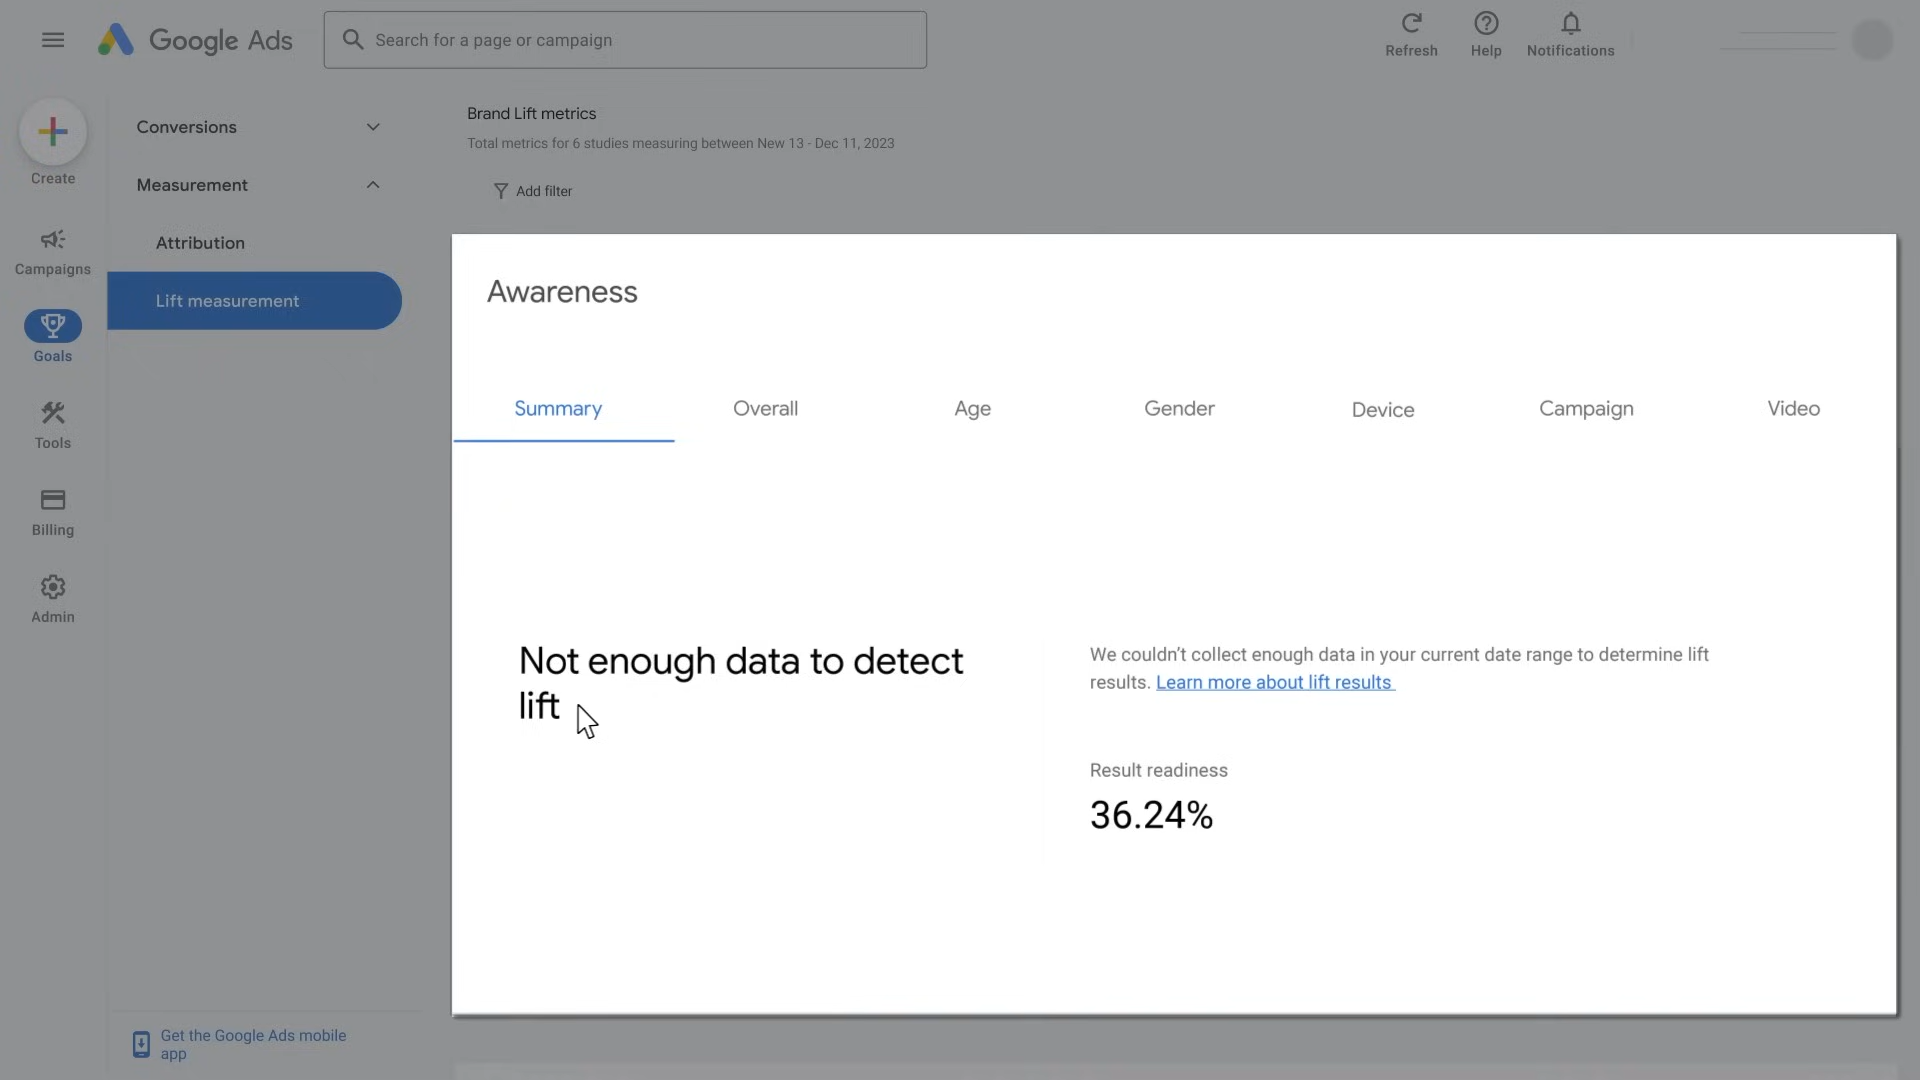 Google Ads
Search for a page or campaign
Refresh
Help
Notifications
Create
Campaigns
Goals
Tools
Billing
Admin
Conversions
Measurement
Attribution
Lift measurement
Get the Google Ads mobile
app
Brand Lift metrics
Total metrics for 6 studies measuring between New 13 - Dec 11, 2023
Add filter
Awareness
Summary
Overall
Age
Gender
Device
Campaign
Video
Not enough data to detect
lift
We couldn't collect enough data in your current date range to determine lift
results. Learn more about lift results
Result readiness
36.24%